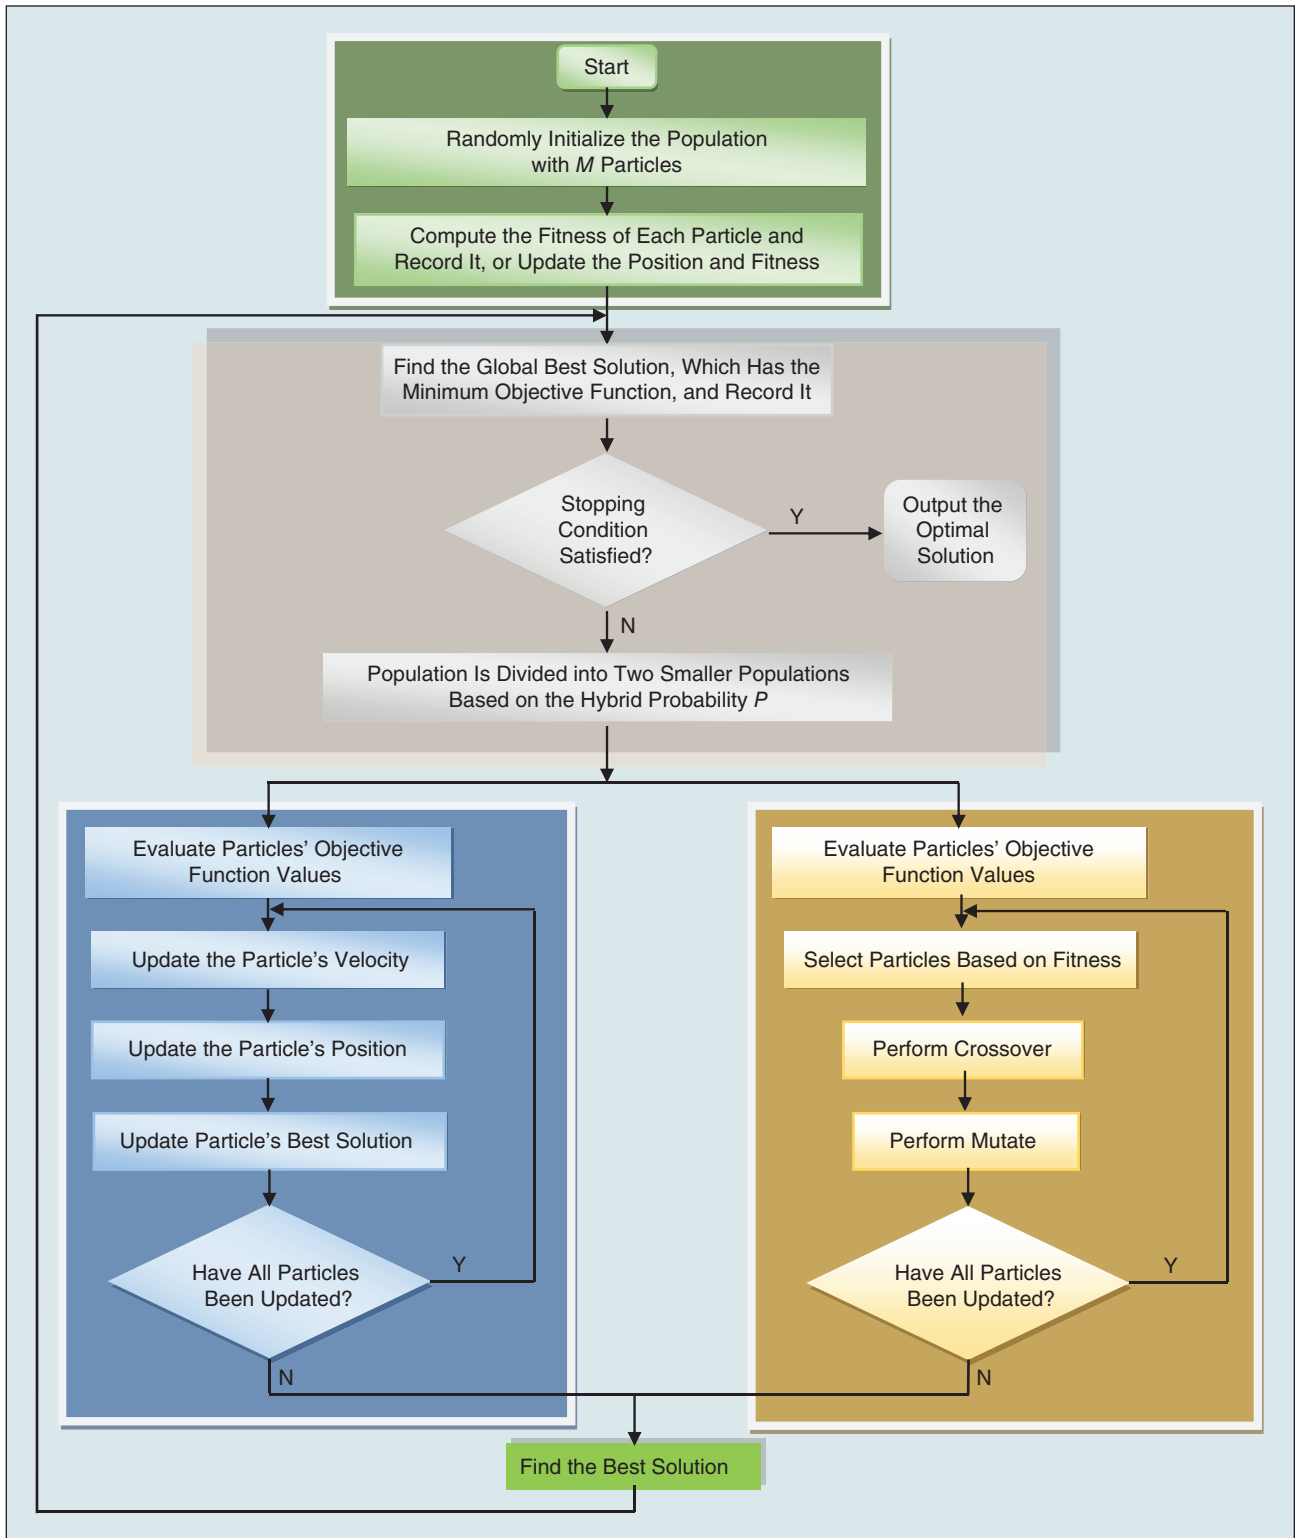 Start
Randomly Initialize the Population
with M Particles
Compute the Fitness of Each Particle and
Record It, or Update the Position and Fitness
Find the Global Best Solution, Which Has the
Minimum Objective Function, and Record It
Stopping
Condition
Satisfied?
Y
Output the
Optimal
Solution
N
Population Is Divided into Two Smaller Populations
Based on the Hybrid Probability P
Evaluate Particles' Objective
Function Values
Update the Particle's Velocity
Update the Particle's Position
Update Particle's Best Solution
Have All Particles
Been Updated?
Y
N
Evaluate Particles' Objective
Function Values
Select Particles Based on Fitness
Perform Crossover
Perform Mutate
Have All Particles
Been Updated?
Y
N
Find the Best Solution